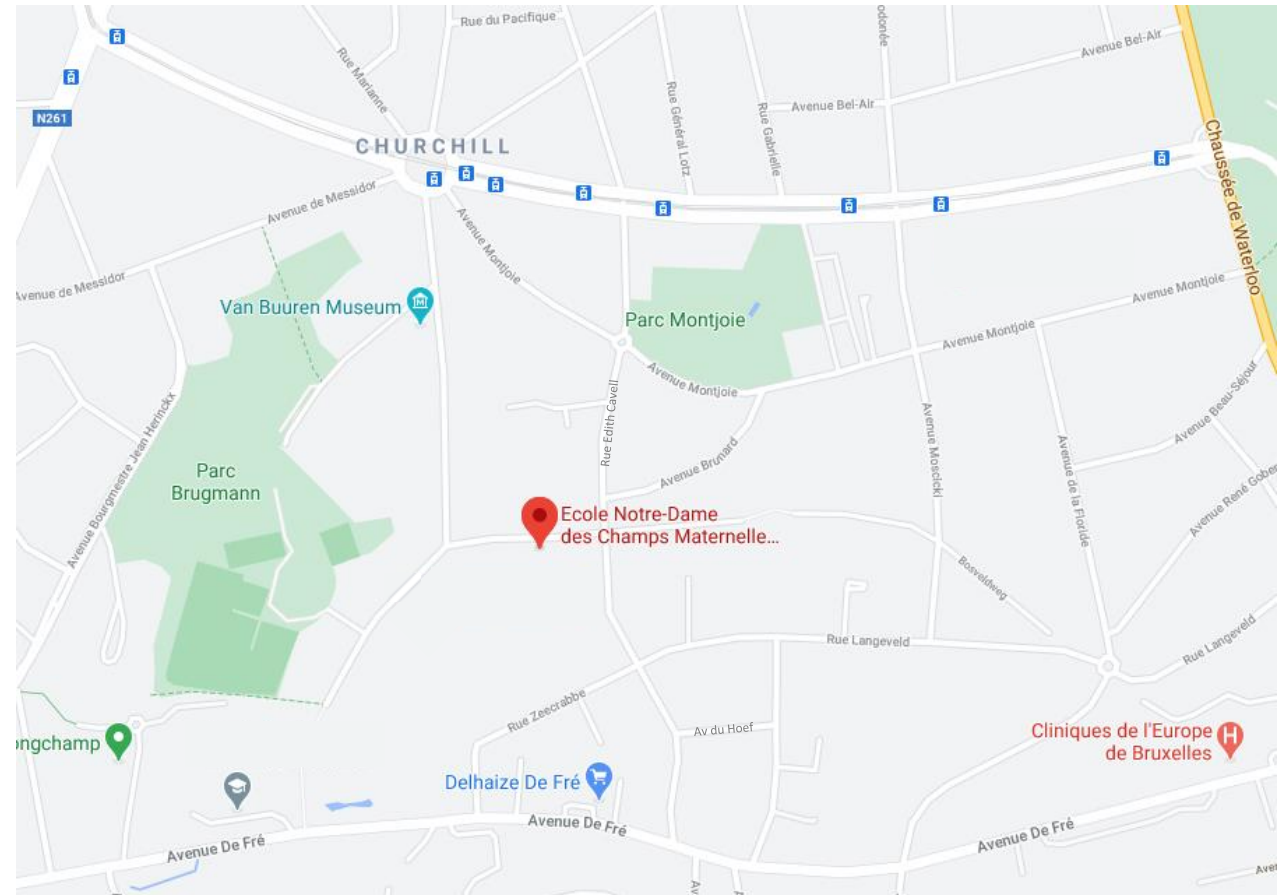 Rue du Pacifique
odonée
Avenue Bel-Air
N261
Rue Marianne
Rue Général Lotz
Rue Gabrielle
Avenue Bel-Air
Chaussée de Waterloo
CHURCHILL
Avenue de Messidor
Avenue de Messidor
Avenue Montjoie
Van Buuren Museum
Parc Montjoie
Avenue Montjoie
Avenue Montjoie
Avenue Montjoie
Avenue Bourgmestre Jean Herinckx
Rue Edith Cavell
Avenue Brunard
Avenue Moscicki
Avenue de la Floride
Avenue Beau-Séjour
Avenue René Gober
Parc
Brugmann
Ecole Notre-Dame
des Champs Maternelle...
Bosveldweg
Rue Langeveld
Rue Langeveld
Rue Zeecrabbe
Av du Hoef
Cliniques de l'Europe
de Bruxelles
ongchamp
Delhaize De Fré
Avenue De Fré
Avenue De Fré
Avenue De Fré
Aver
Av
A